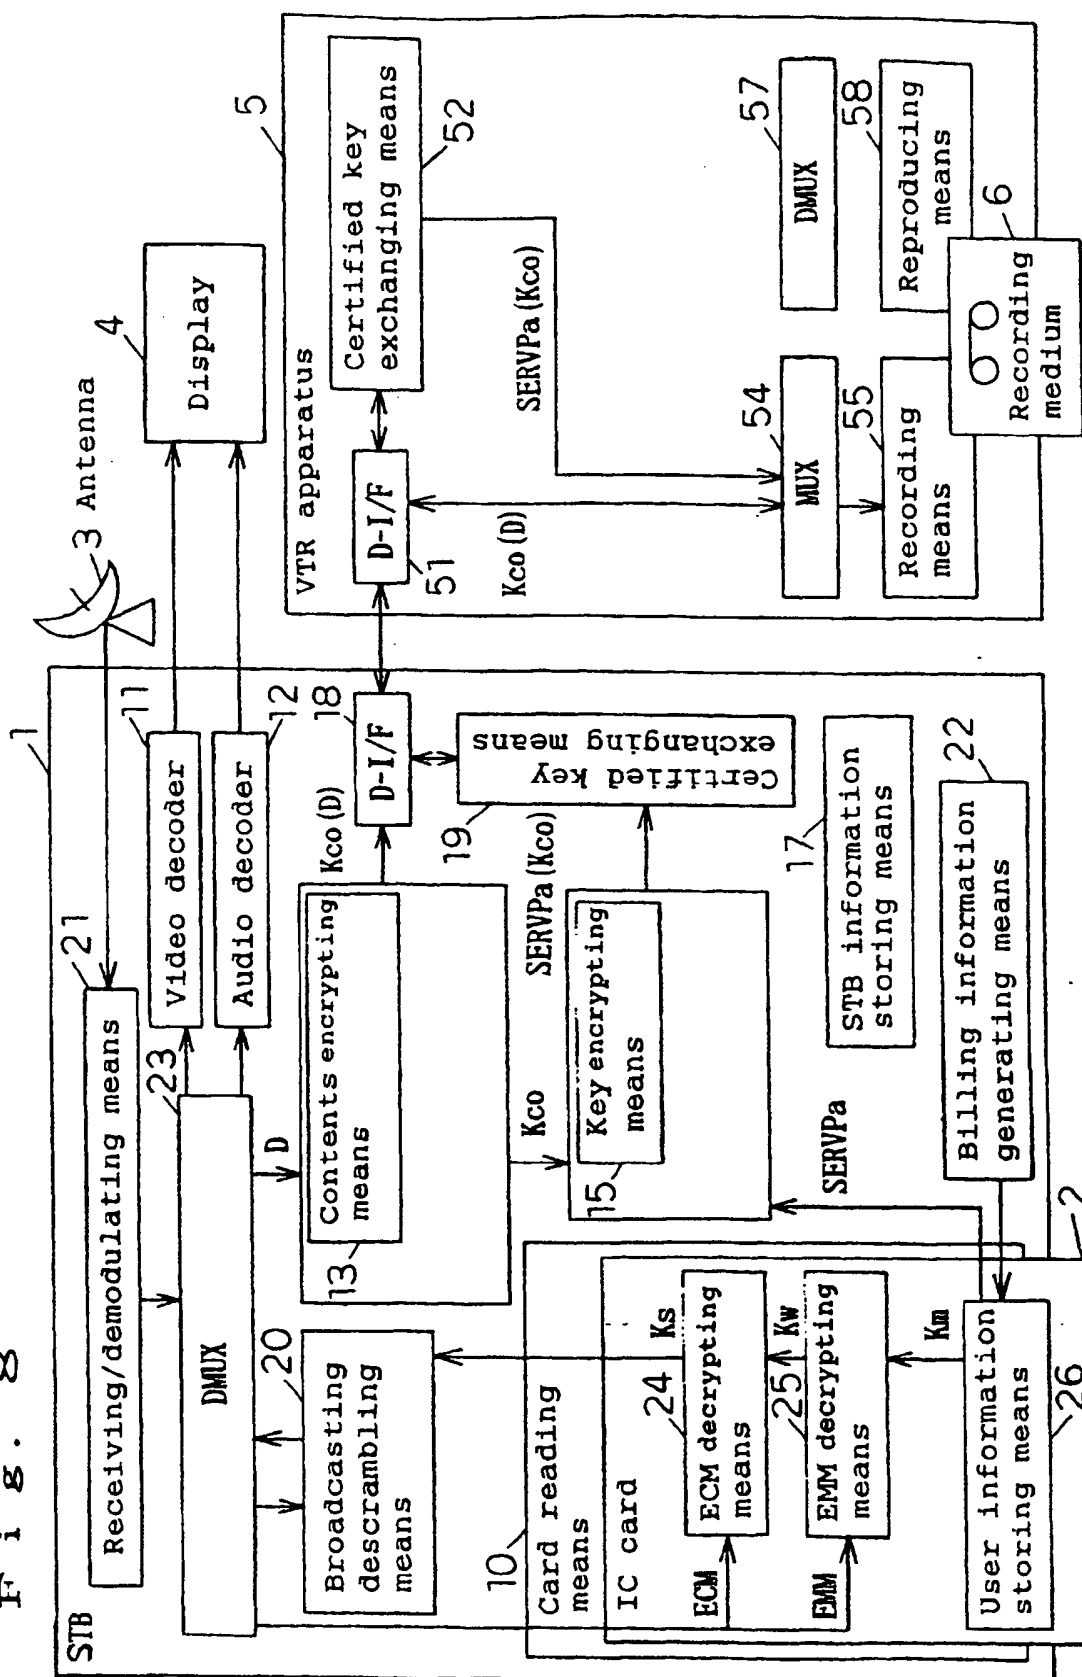 Fig. 8
STB
1
Receiving/demodulating means
21
3 Antenna
4
Display
DMUX
23
Video decoder
11
Audio decoder
12
Broadcasting
descrambling
means
20
D
Contents encrypting
means
13
Kco(D)
D-I/F
18
Certified key
exchanging means
19
Kco
SERVPa(Kco)
Key encrypting
means
15
SERVPa
STB information
storing means
17
Billing information
generating means
22
10
Card reading
means
IC card
2
ECM
EMM
ECM decrypting
means
24
Ks
EMM decrypting
means
25
Kw
Km
User information
storing means
26
VTR apparatus
5
D-I/F
51
Certified key
exchanging means
52
Kco(D)
SERVPa(Kco)
MUX
54
DMUX
57
Recording
means
55
Reproducing
means
58
Recording
medium
6